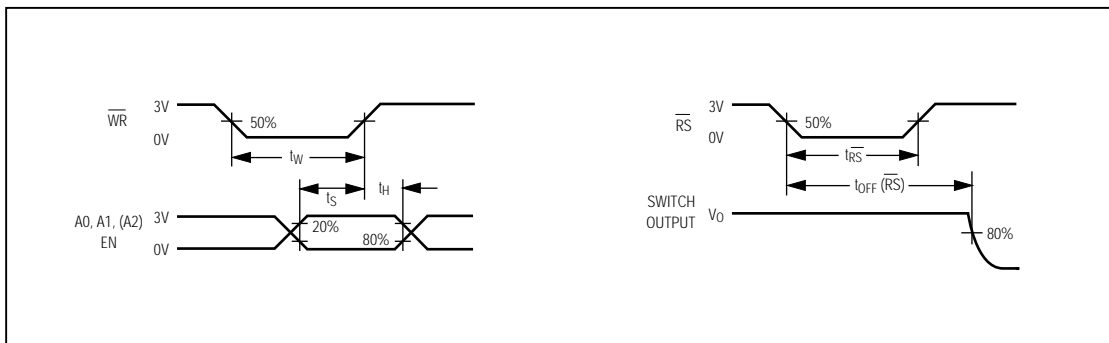 WR
3V
0V
50%
tW
tS
tH
A0, A1, (A2)
EN
3V
0V
20%
80%
RS
3V
0V
50%
tRS
tOFF (RS)
SWITCH
OUTPUT
VO
80%